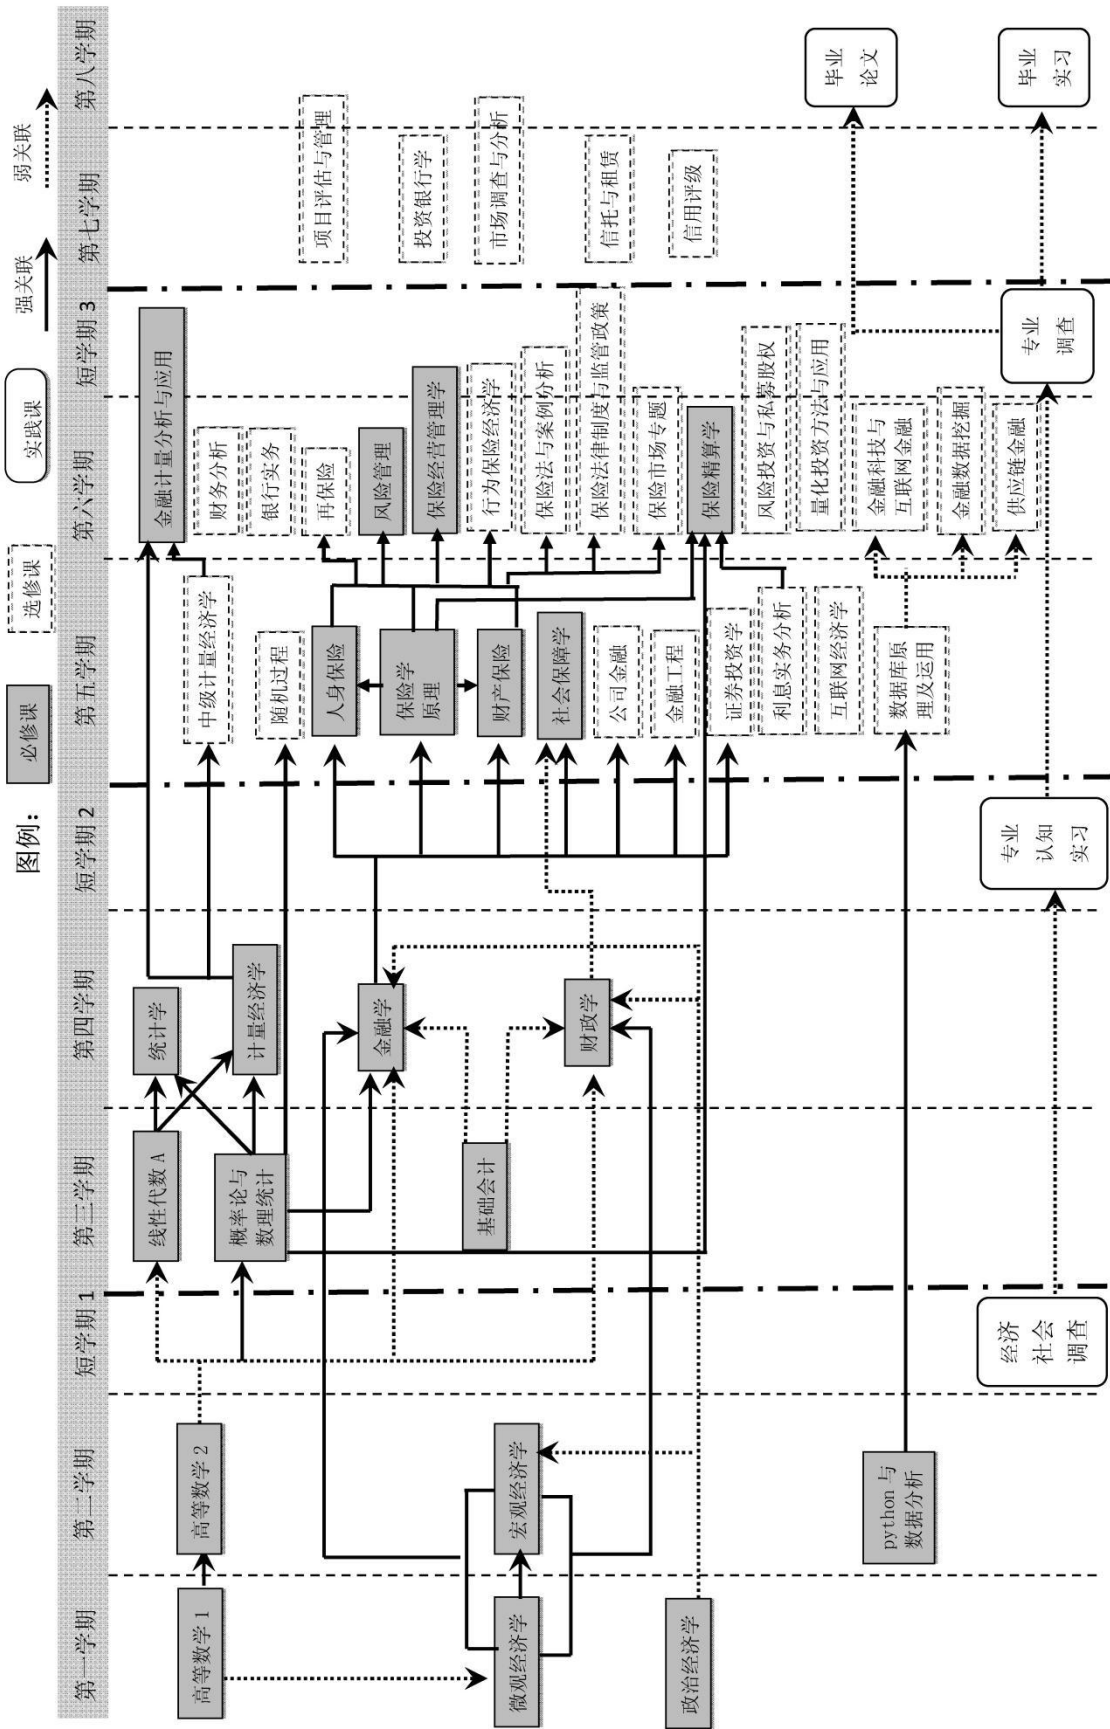 图例：
必修课
选修课
实践课
强关联
弱关联
第一学期
第二学期
短学期 1
第三学期
第四学期
短学期 2
第五学期
第六学期
短学期 3
第七学期
第八学期
高等数学 1
微观经济学
政治经济学
高等数学 2
宏观经济学
python 与
数据分析
经济
社会
调查
线性代数 A
概率论与
数理统计
基础会计
统计学
计量经济学
金融学
财政学
专业
认知
实习
中级计量经济学
随机过程
人身保险
保险学
原理
财产保险
社会保障学
公司金融
金融工程
证券投资学
利息实务分析
互联网经济学
数据库原
理及运用
金融计量分析与应用
财务分析
银行实务
再保险
风险管理
保险经营管理学
行为保险经济学
保险法与案例分析
保险法律制度与监管政策
保险市场专题
保险精算学
风险投资与私募股权
量化投资方法与应用
金融科技与
互联网金融
金融数据挖掘
供应链金融
专业
调查
项目评估与管理
投资银行学
市场调查与分析
信托与租赁
信用评级
毕业
论文
毕业
实习